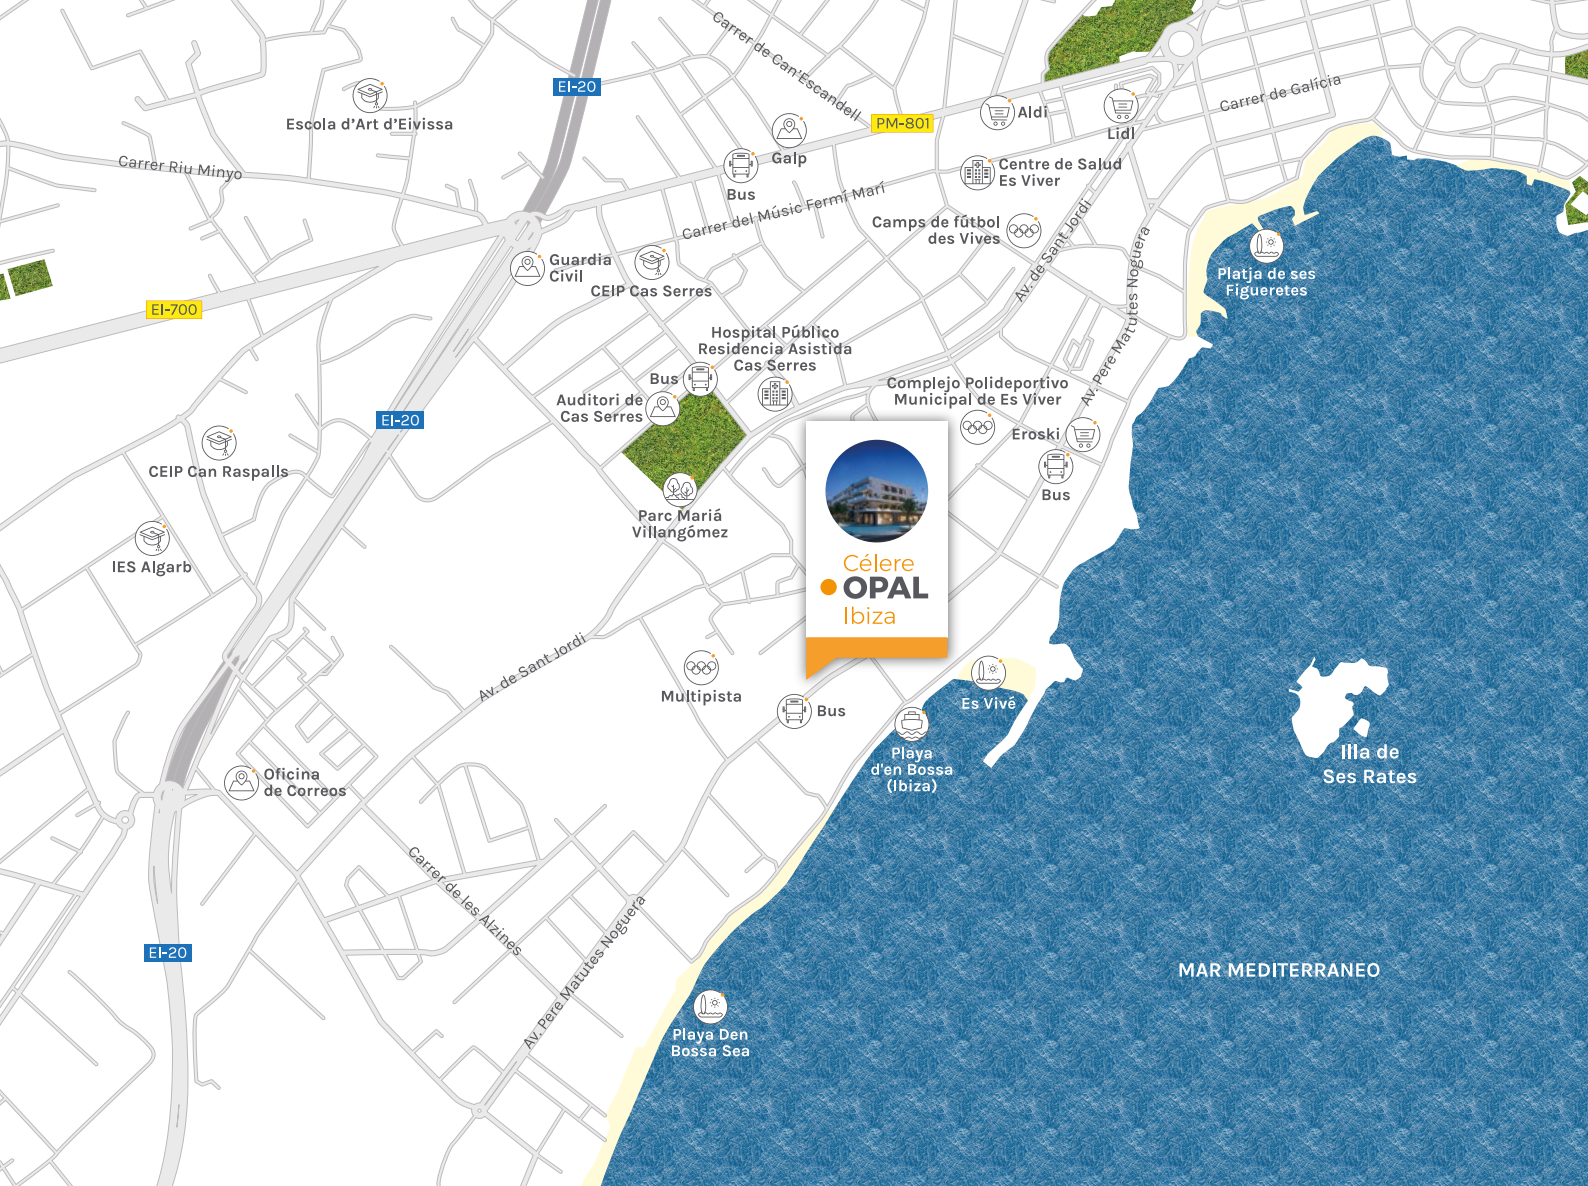 Carrer de Can'Escandell
EI-20
Escola d'Art d'Eivissa
Carrer de Galícia
Aldi
PM-801
Lidl
Galp
Carrer Riu Minyo
Centre de Salud
Es Viver
Bus
Carrer del Músic Fermí Marí
Camps de fútbol
des Vives
Av. de Sant Jordi
Av. Pere Matutes Noguera
Guardia
Civil
CEIP Cas Serres
Platja de ses
Figueretes
EI-700
Hospital Público
Residencia Asistida
Cas Serres
Bus
Auditori de
Cas Serres
Complejo Polideportivo
Municipal de Es Viver
EI-20
Eroski
CEIP Can Raspalls
Bus
Parc Mariá
Villangómez
IES Algarb
Célere
OPAL
Ibiza
Av. de Sant Jordi
Multipista
Bus
Es Vivé
Playa
d'en Bossa
(Ibiza)
Illa de
Ses Rates
Oficina
de Correos
Carrer de les Alzines
Av. Pere Matutes Noguera
EI-20
MAR MEDITERRANEO
Playa Den
Bossa Sea